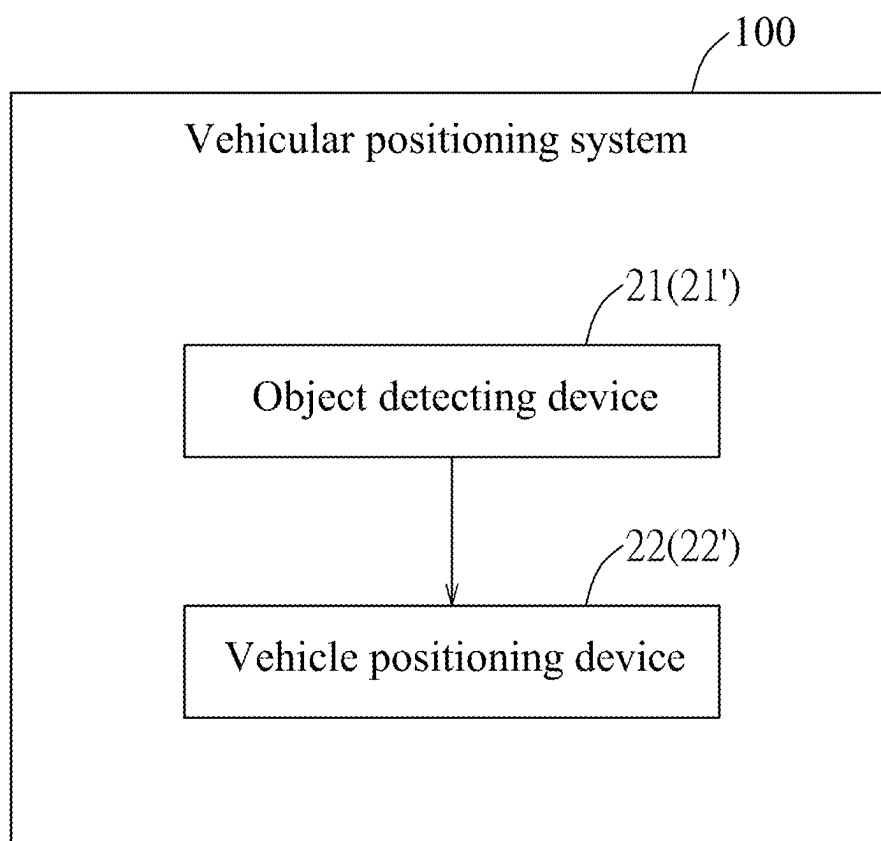 100
Vehicular positioning system
21(21')
Object detecting device
22(22')
Vehicle positioning device